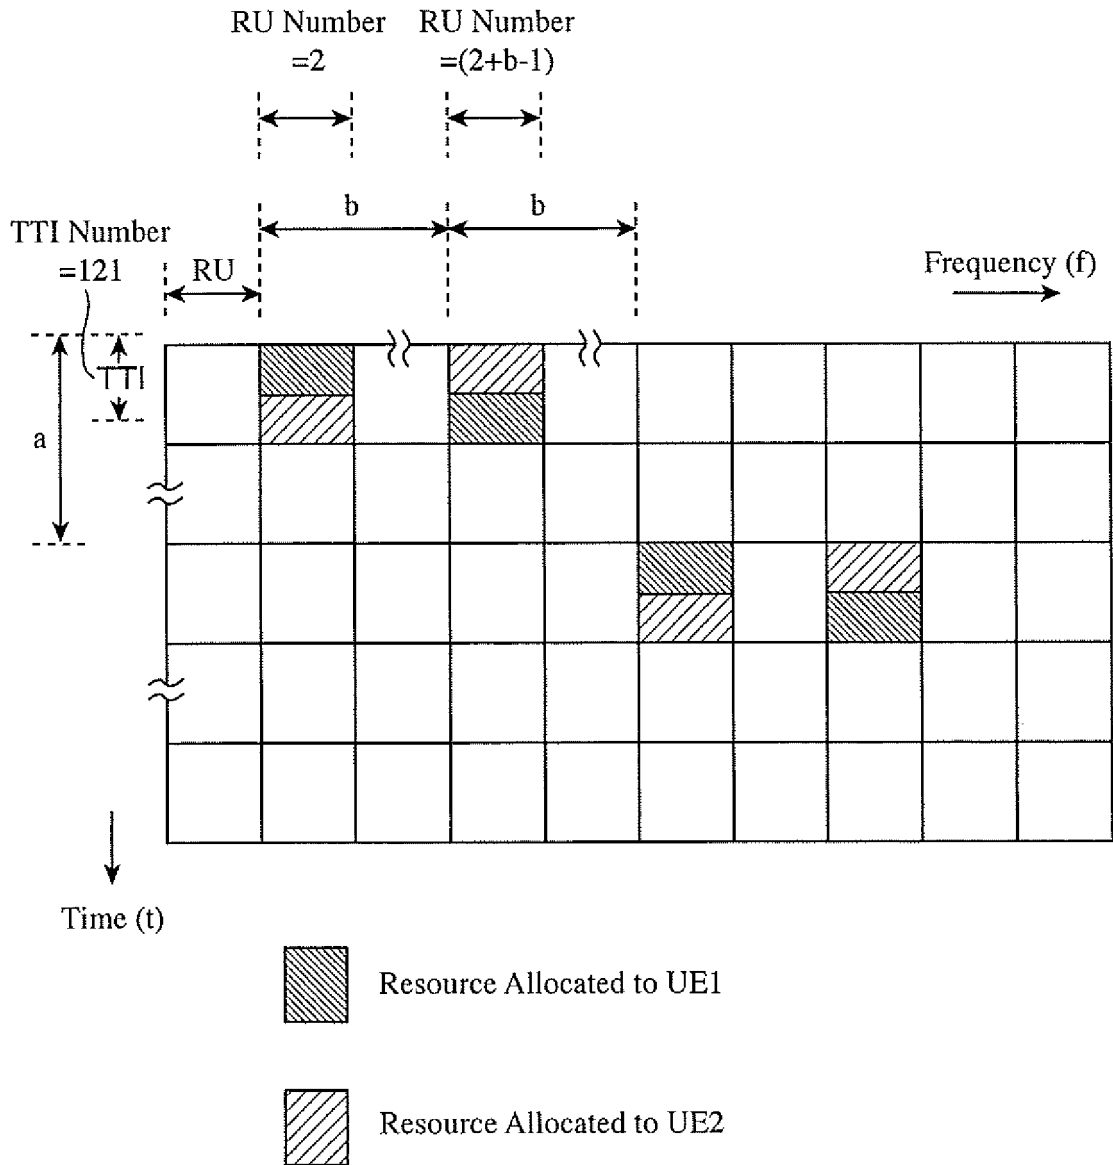 RU Number
=2
RU Number
=(2+b-1)
b
b
TTI Number
=121
RU
Frequency (f)
TTI
a
Time (t)
Resource Allocated to UE1
Resource Allocated to UE2